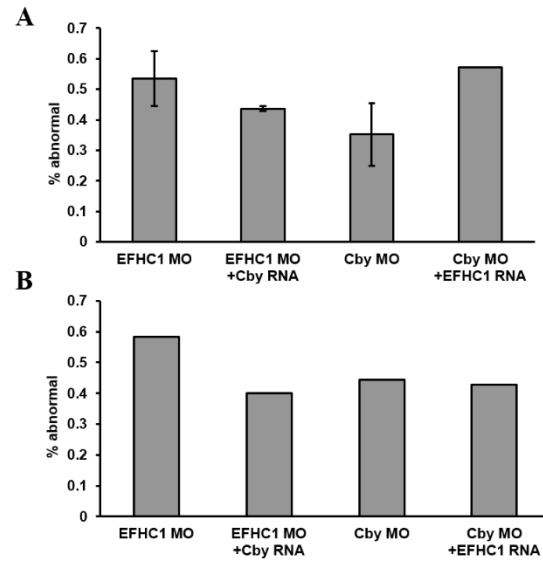 A
0.7
0.6
0.5
0.4
0.3
0.2
0.1
0
% abnormal
EFHC1 MO
EFHC1 MO
+Cby RNA
Cby MO
Cby MO
+EFHC1 RNA
B
0.7
0.6
0.5
0.4
0.3
0.2
0.1
0
% abnormal
EFHC1 MO
EFHC1 MO
+Cby RNA
Cby MO
Cby MO
+EFHC1 RNA